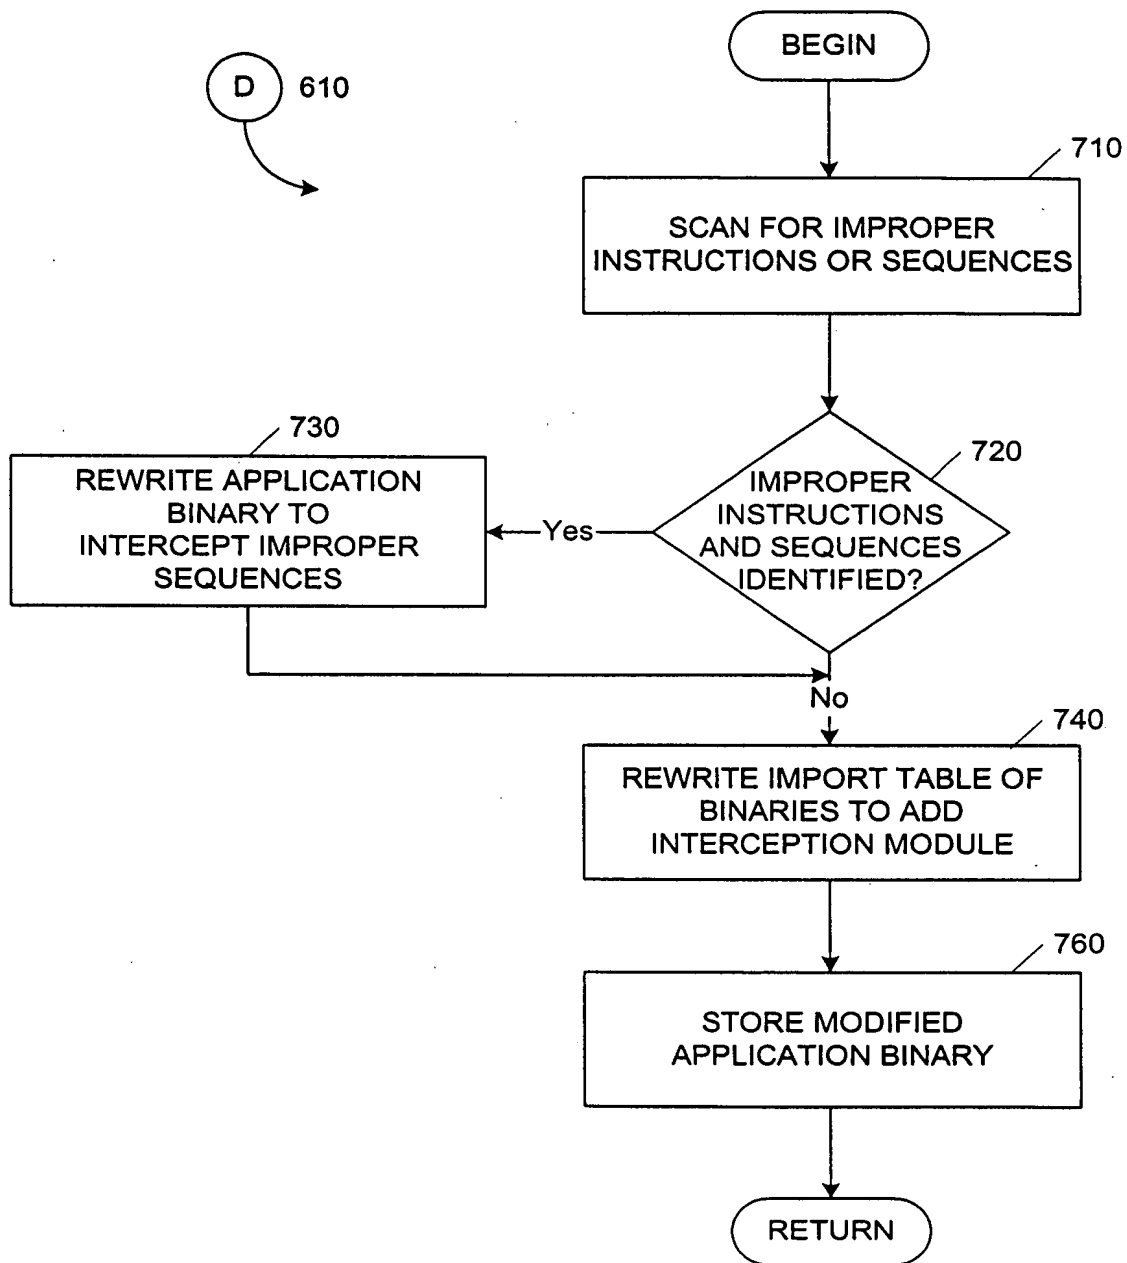 BEGIN
D 610
710
SCAN FOR IMPROPER
INSTRUCTIONS OR SEQUENCES
730
REWRITE APPLICATION
BINARY TO
INTERCEPT IMPROPER
SEQUENCES
Yes
720
IMPROPER
INSTRUCTIONS
AND SEQUENCES
IDENTIFIED?
No
740
REWRITE IMPORT TABLE OF
BINARIES TO ADD
INTERCEPTION MODULE
760
STORE MODIFIED
APPLICATION BINARY
RETURN